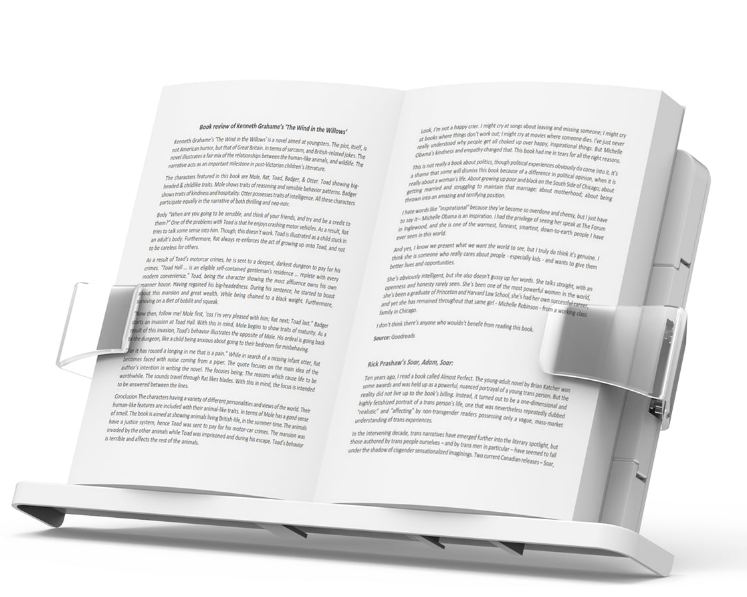 Book review of Kenneth Grahame's 'The Wind in the Willows'
Kenneth Grahame's 'The Wind in the Willows' is a novel aimed at youngsters. The plot, itself, is
not American humor, but that of Great Britain. In terms of sarcasm, and British-related jokes. The
novel illustrates a fair mix of the relationships between the human-like animals, and wildlife. The
narrative acts as an important milestone in post-Victorian children's literature.
The characters featured in this book are Mole, Rat, Toad, Badger, & Otter. Toad showing big-
headed & childlike traits. Mole shows traits of reasoning and sensible behavior patterns. Badger
shows traits of kindness and hospitality. Otter possesses traits of intelligence. All these characters
participate equally in the narrative of both thrilling and two-noir.
Body "When are you going to be sensible, and think of your friends, and try and be a credit to
them?" One of the problems with Toad is that he enjoys crashing motor vehicles. As a result, Rat
tries to talk some sense into him. Though, this doesn't work. Toad is illustrated as a child stuck in
an adult's body. Furthermore, Rat always re-enforces the act of growing up into Toad, and not
to be careless for others.
As a result of Toad's motorcar crimes, he is sent to a deepest, darkest dungeon to pay for his
crimes. "Toad Hall ... is an eligible self-contained gentleman's residence ... replete with every
modern convenience." Toad, being the character showing the most affluence owns his own
manner house. Having regained his big-headedness. During his sentence; he started to boast
about this mansion and great wealth. While being chained to a black weight. Furthermore,
surviving on a diet of bobbit and squeak.
"Now then, follow me! Mole first, 'cos I'm very pleased with him; Rat next; Toad last." Badger
starts an invasion at Toad Hall. With this in mind, Mole begins to show traits of maturity. As a
result of this invasion, Toad's behavior illustrates the opposite of Mole. His ordeal is going back
to the dungeon, like a child being anxious about going to their bedroom for misbehaving.
"For it has roused a longing in me that is a pain." While in search of a missing infant otter, Rat
becomes faced with noise coming from a piper. The quote focuses on the main idea of the
author's intention in writing the novel. The focuses being: The reasons which cause life to be
worthwhile. The sounds travel through Rat likes blades. With this in mind, the focus is intended
to be answered between the lines.
Conclusion The characters having a variety of different personalities and views of the world. Their
human-like features are included with their animal-like traits. In terms of Mole has a good sense
of smell. The book is aimed at showing animals living British-life, in the summer time. The animals
have a justice system, hence Toad was sent to pay for his motor-car crimes. The mansion was
invaded by the other animals while Toad was imprisoned and during his escape. Toad's behavior
is terrible and affects the rest of the animals.
Look, I'm not a happy crier. I might cry at songs about leaving and missing someone; I might cry
at books where things don't work out; I might cry at movies where someone dies. I've just never
really understood why people get all choked up over happy, inspirational things. But Michelle
Obama's kindness and empathy changed that. This book had me in tears for all the right reasons.
This is not really a book about politics, though political experiences obviously do come into it. It's
a shame that some will dismiss this book because of a difference in political opinion, when it is
really about a woman's life. About growing up poor and black on the South Side of Chicago; about
getting married and struggling to maintain that marriage; about motherhood; about being
thrown into an amazing and terrifying position.
I hate words like "inspirational" because they've become so overdone and cheesy, but I just have
to say it-- Michelle Obama is an inspiration. I had the privilege of seeing her speak at The Forum
in Inglewood, and she is one of the warmest, funniest, smartest, down-to-earth people I have
ever seen in this world.
And yes, I know we present what we want the world to see, but I truly do think it's genuine. I
think she is someone who really cares about people - especially kids - and wants to give them
better lives and opportunities.
She's obviously intelligent, but she also doesn't gussy up her words. She talks straight, with an
openness and honesty rarely seen. She's been one of the most powerful women in the world,
she's been a graduate of Princeton and Harvard Law School, she's had her own successful career,
and yet she has remained throughout that same girl - Michelle Robinson - from a working class
family in Chicago.
I don't think there's anyone who wouldn't benefit from reading this book.
Source: Goodreads
Rick Prashaw's Soar, Adam, Soar:
Ten years ago, I read a book called Almost Perfect. The young adult novel by Brian Katcher won
some awards and was held up as a powerful, nuanced portrayal of a young trans person. But the
reality did not live up to the book's billing. Instead, it turned out to be a one-dimensional and
highly fetishized portrait of a trans person's life, one that was nevertheless repeatedly dubbed
"realistic" and "affecting" by non-transgender readers possessing only a vague, mass-market
understanding of trans experiences.
In the intervening decade, trans narratives have emerged further into the literary spotlight, but
those authored by trans people ourselves – and by trans men in particular – have seemed to fall
under the shadow of cisgender sensationalized imaginings. Two current Canadian releases – Soar,